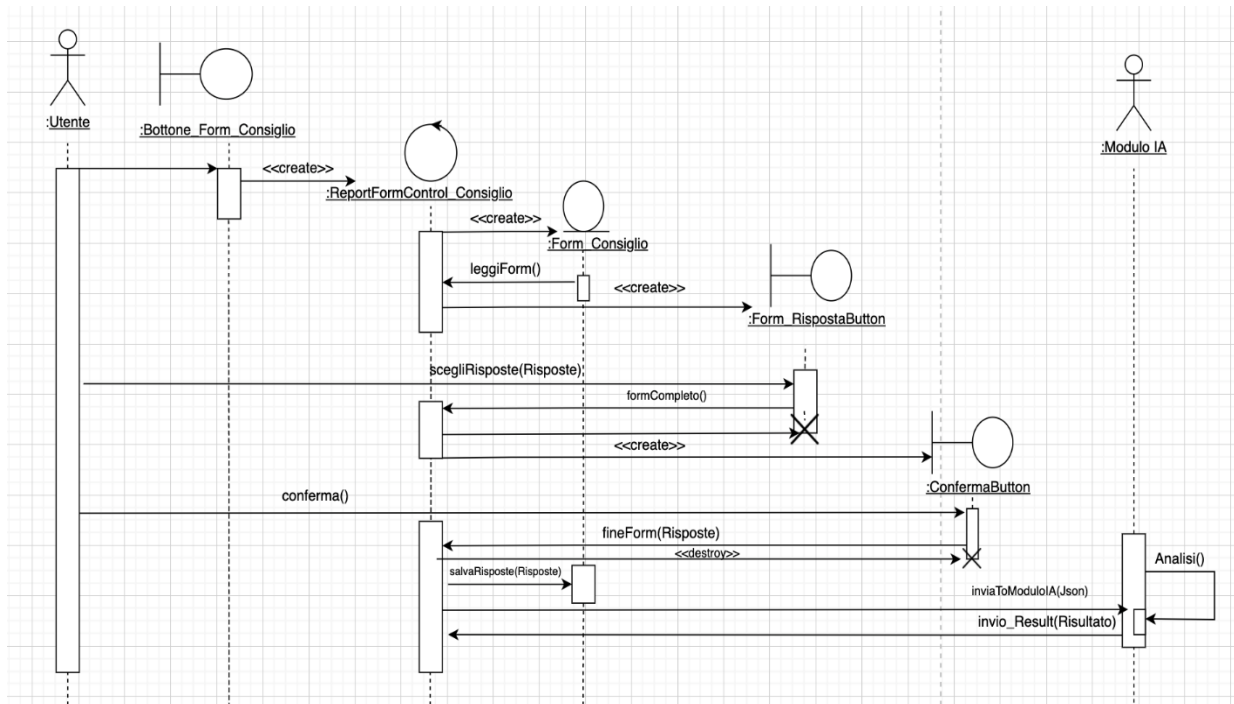 :Utente
:Bottone_Form_Consiglio
:Modulo IA
<<create>>
:ReportFormControl_Consiglio
<<create>>
:Form_Consiglio
leggiForm()
<<create>>
:Form_RispostaButton
scegliRisposte(Risposte)
formCompleto()
<<create>>
:ConfermaButton
conferma()
fineForm(Risposte)
<<destroy>>
Analisi()
salvaRisposte(Risposte)
inviaToModuloIA(Json)
invio_Result(Risultato)